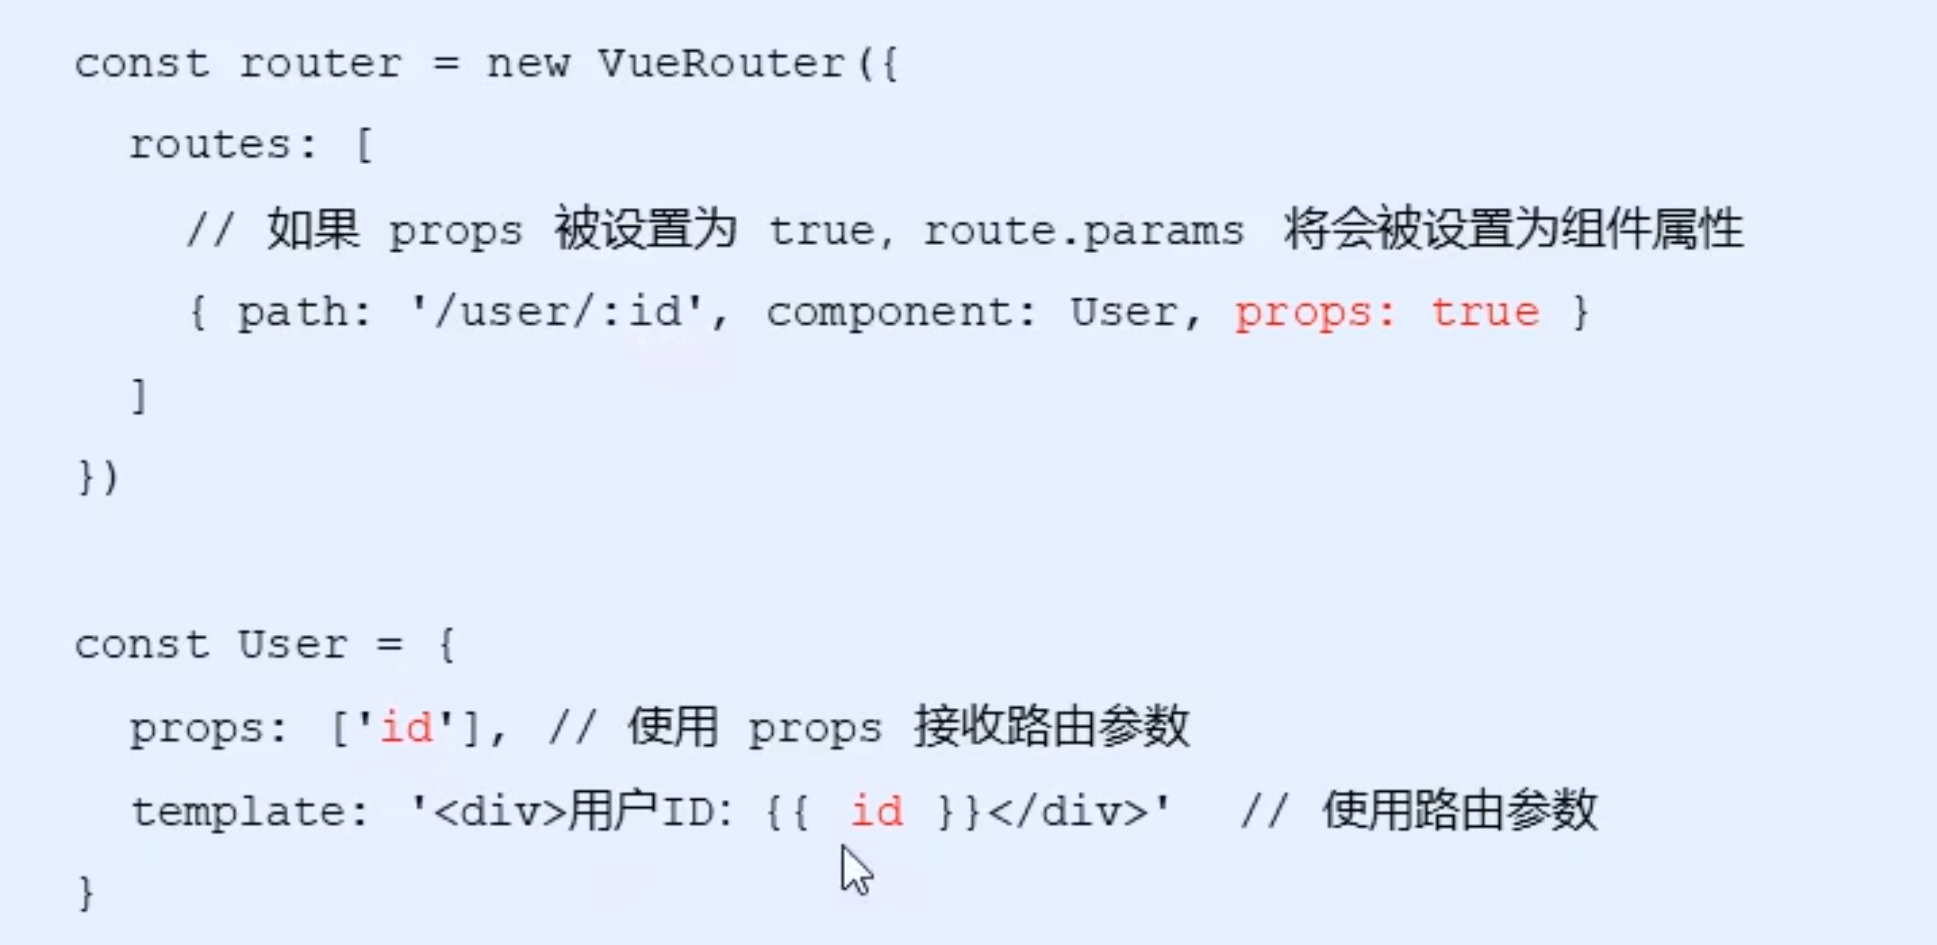 const router = new VueRouter({
routes: [
// 如果 props 被设置为 true, route.params 将会被设置为组件属性
{ path: '/user/:id', component: User, props: true }
]
})
const User = {
props: ['id'], // 使用 props 接收路由参数
template: '<div>用户ID: {{ id }}</div>' // 使用路由参数
}